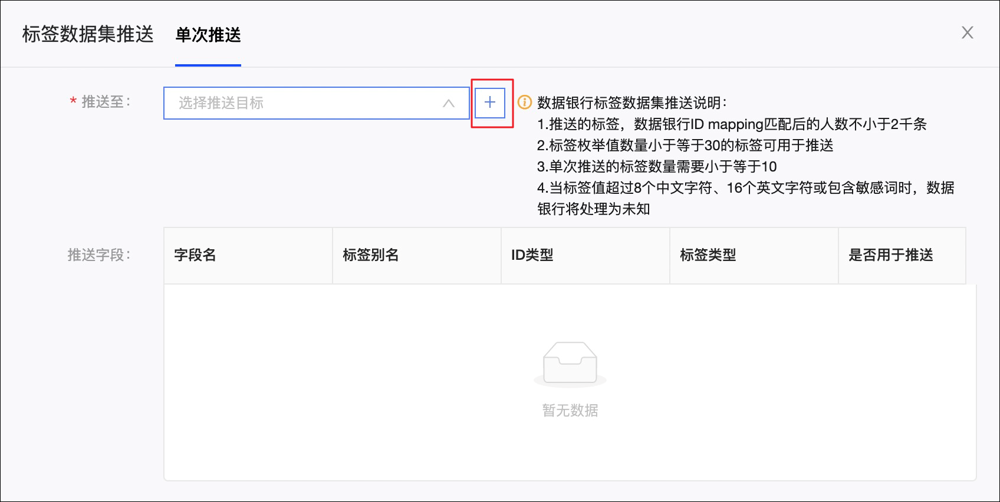 标签数据集推送 单次推送
* 推送至：
选择推送目标
数据银行标签数据集推送说明：
1.推送的标签，数据银行ID mapping匹配后的人数不小于2千条
2.标签枚举值数量小于等于30的标签可用于推送
3.单次推送的标签数量需要小于等于10
4.当标签值超过8个中文字符、16个英文字符或包含敏感词时，数据
银行将处理为未知
推送字段：
字段名 标签别名 ID类型 标签类型 是否用于推送
暂无数据